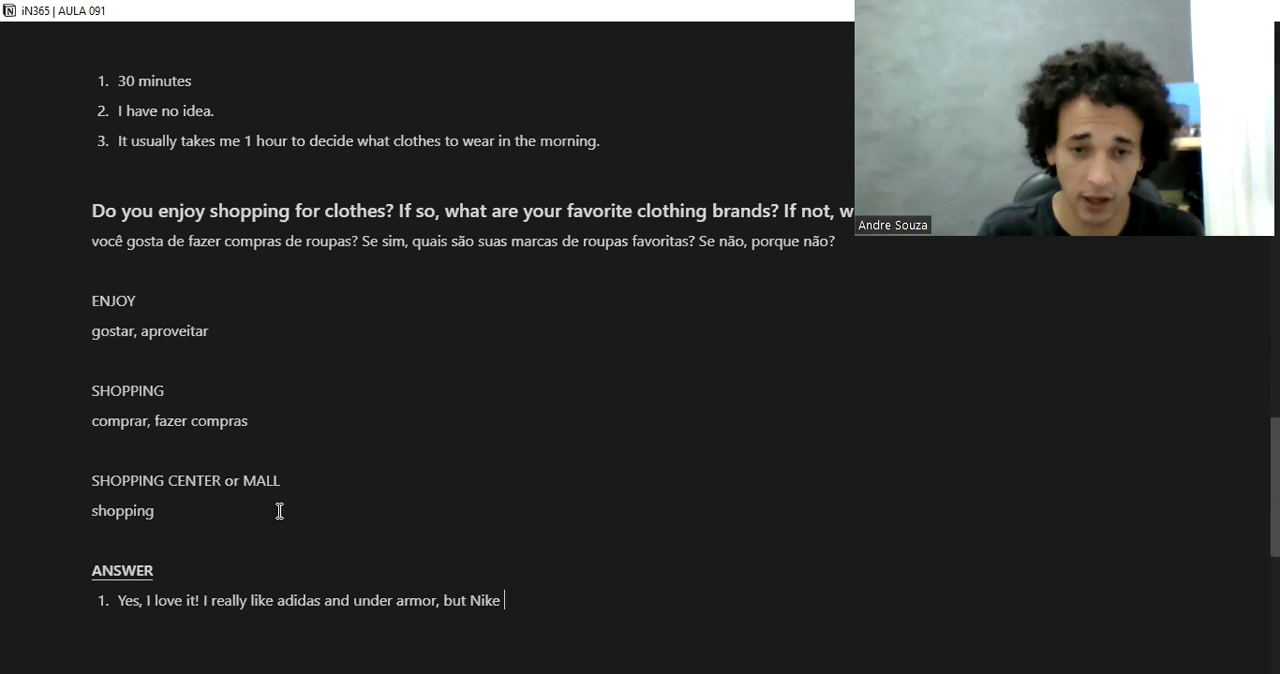 iN365 | AULA 091
1. 30 minutes
2. I have no idea.
3. It usually takes me 1 hour to decide what clothes to wear in the morning.
Do you enjoy shopping for clothes? If so, what are your favorite clothing brands? If not, w
você gosta de fazer compras de roupas? Se sim, quais são suas marcas de roupas favoritas? Se não, porque não?
Andre Souza
ENJOY
gostar, aproveitar
SHOPPING
comprar, fazer compras
SHOPPING CENTER or MALL
shopping
ANSWER
1. Yes, I love it! I really like adidas and under armor, but Nike